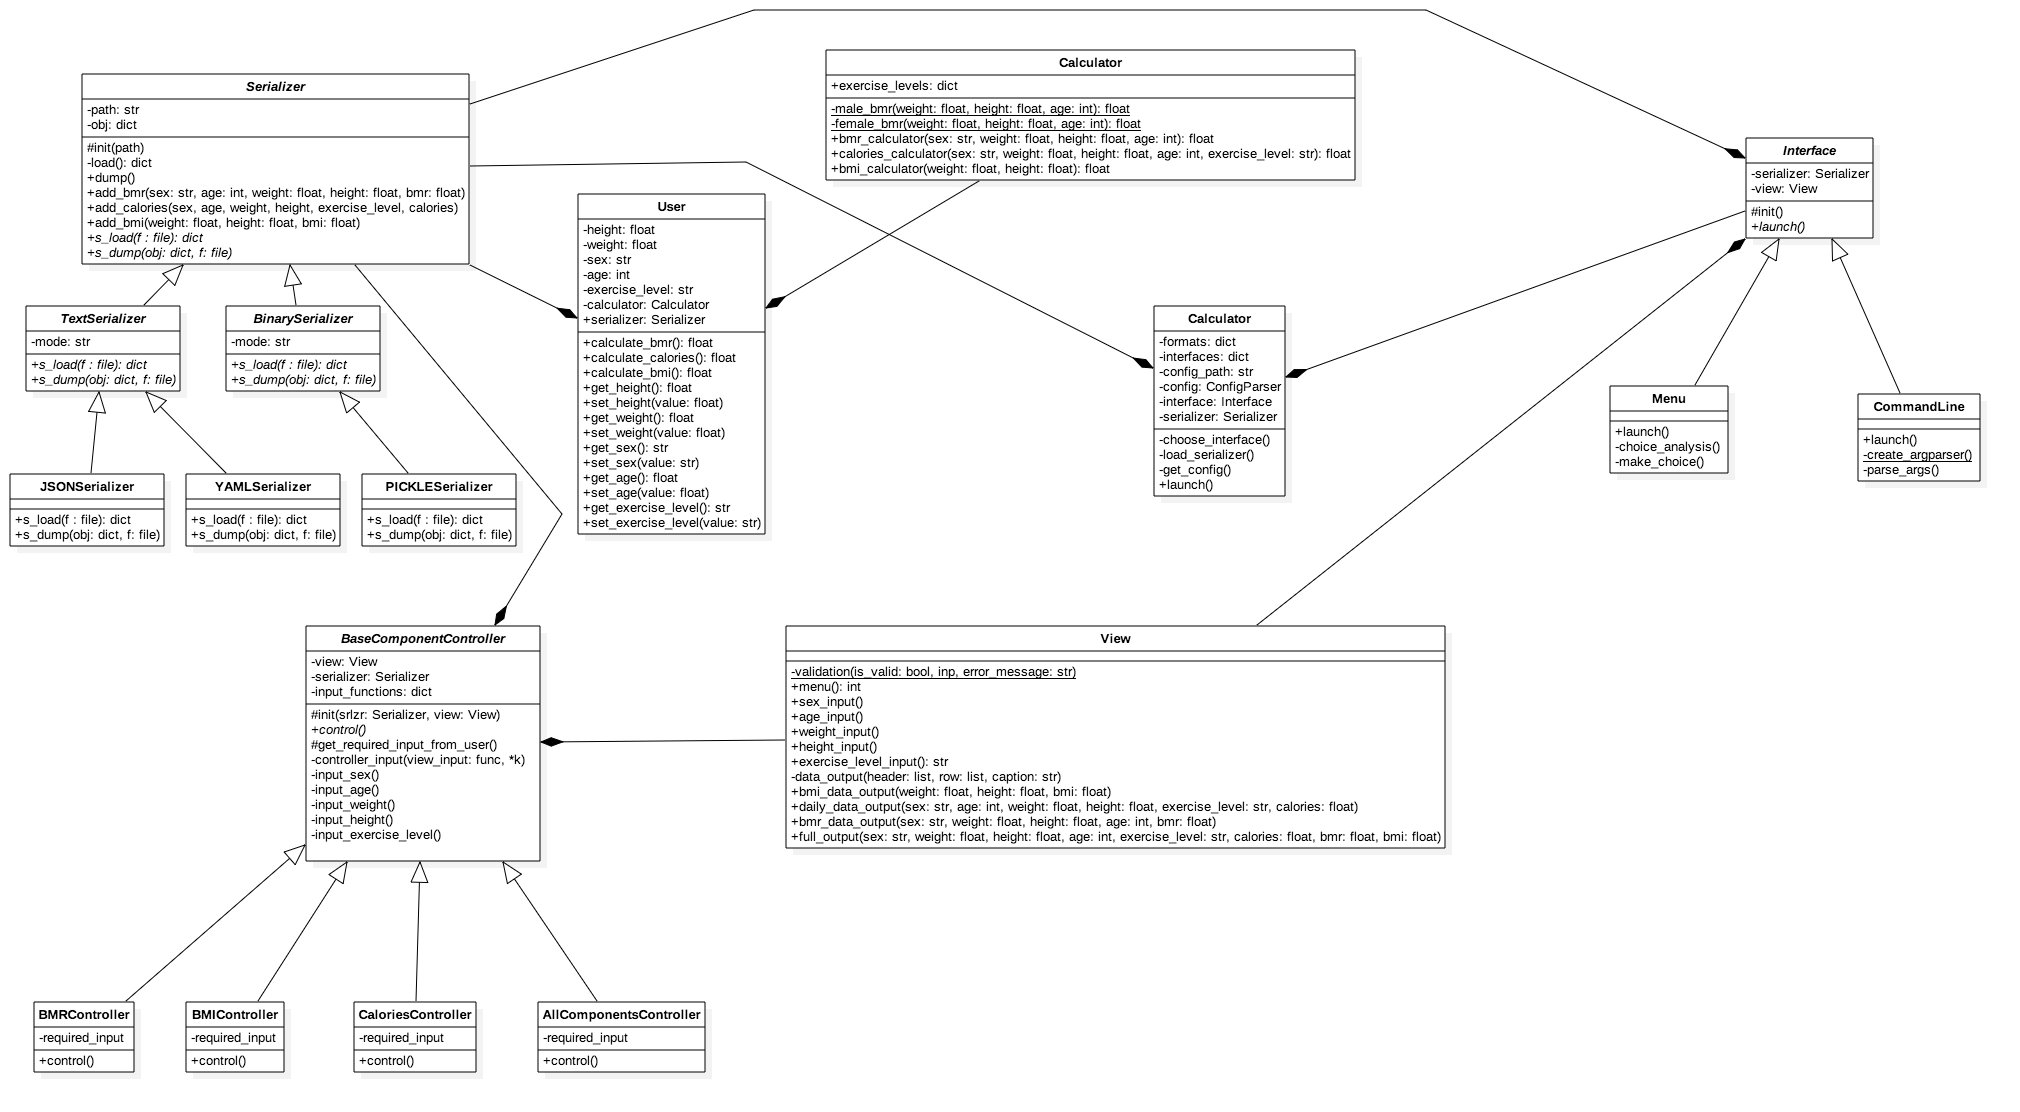 Serializer
-path: str
-obj: dict
#init(path)
-load(): dict
+dump()
+add_bmr(sex: str, age: int, weight: float, height: float, bmr: float)
+add_calories(sex, age, weight, height, exercise_level, calories)
+add_bmi(weight: float, height: float, bmi: float)
+s_load(f : file): dict
+s_dump(obj: dict, f: file)
Calculator
+exercise_levels: dict
-male_bmr(weight: float, height: float, age: int): float
-female_bmr(weight: float, height: float, age: int): float
+bmr_calculator(sex: str, weight: float, height: float, age: int): float
+calories_calculator(sex: str, weight: float, height: float, age: int, exercise_level: str): float
+bmi_calculator(weight: float, height: float): float
Interface
-serializer: Serializer
-view: View
#init()
+launch()
User
-height: float
-weight: float
-sex: str
-age: int
-exercise_level: str
-calculator: Calculator
+serializer: Serializer
+calculate_bmr(): float
+calculate_calories(): float
+calculate_bmi(): float
+get_height(): float
+set_height(value: float)
+get_weight(): float
+set_weight(value: float)
+get_sex(): str
+set_sex(value: str)
+get_age(): float
+set_age(value: float)
+get_exercise_level(): str
+set_exercise_level(value: str)
TextSerializer
-mode: str
+s_load(f : file): dict
+s_dump(obj: dict, f: file)
BinarySerializer
-mode: str
+s_load(f : file): dict
+s_dump(obj: dict, f: file)
Calculator
-formats: dict
-interfaces: dict
-config_path: str
-config: ConfigParser
-interface: Interface
-serializer: Serializer
-choose_interface()
-load_serializer()
-get_config()
+launch()
Menu
+launch()
-choice_analysis()
-make_choice()
CommandLine
+launch()
-create_argparser()
-parse_args()
JSONSerializer
+s_load(f : file): dict
+s_dump(obj: dict, f: file)
YAMLSerializer
+s_load(f : file): dict
+s_dump(obj: dict, f: file)
PICKLESerializer
+s_load(f : file): dict
+s_dump(obj: dict, f: file)
BaseComponentController
-view: View
-serializer: Serializer
-input_functions: dict
#init(srlzr: Serializer, view: View)
+control()
#get_required_input_from_user()
-controller_input(view_input: func, *k)
-input_sex()
-input_age()
-input_weight()
-input_height()
-input_exercise_level()
View
-validation(is_valid: bool, inp, error_message: str)
+menu(): int
+sex_input()
+age_input()
+weight_input()
+height_input()
+exercise_level_input(): str
-data_output(header: list, row: list, caption: str)
+bmi_data_output(weight: float, height: float, bmi: float)
+daily_data_output(sex: str, age: int, weight: float, height: float, exercise_level: str, calories: float)
+bmr_data_output(sex: str, weight: float, height: float, age: int, bmr: float)
+full_output(sex: str, weight: float, height: float, age: int, exercise_level: str, calories: float, bmr: float, bmi: float)
BMRController
-required_input
+control()
BMIController
-required_input
+control()
CaloriesController
-required_input
+control()
AllComponentsController
-required_input
+control()